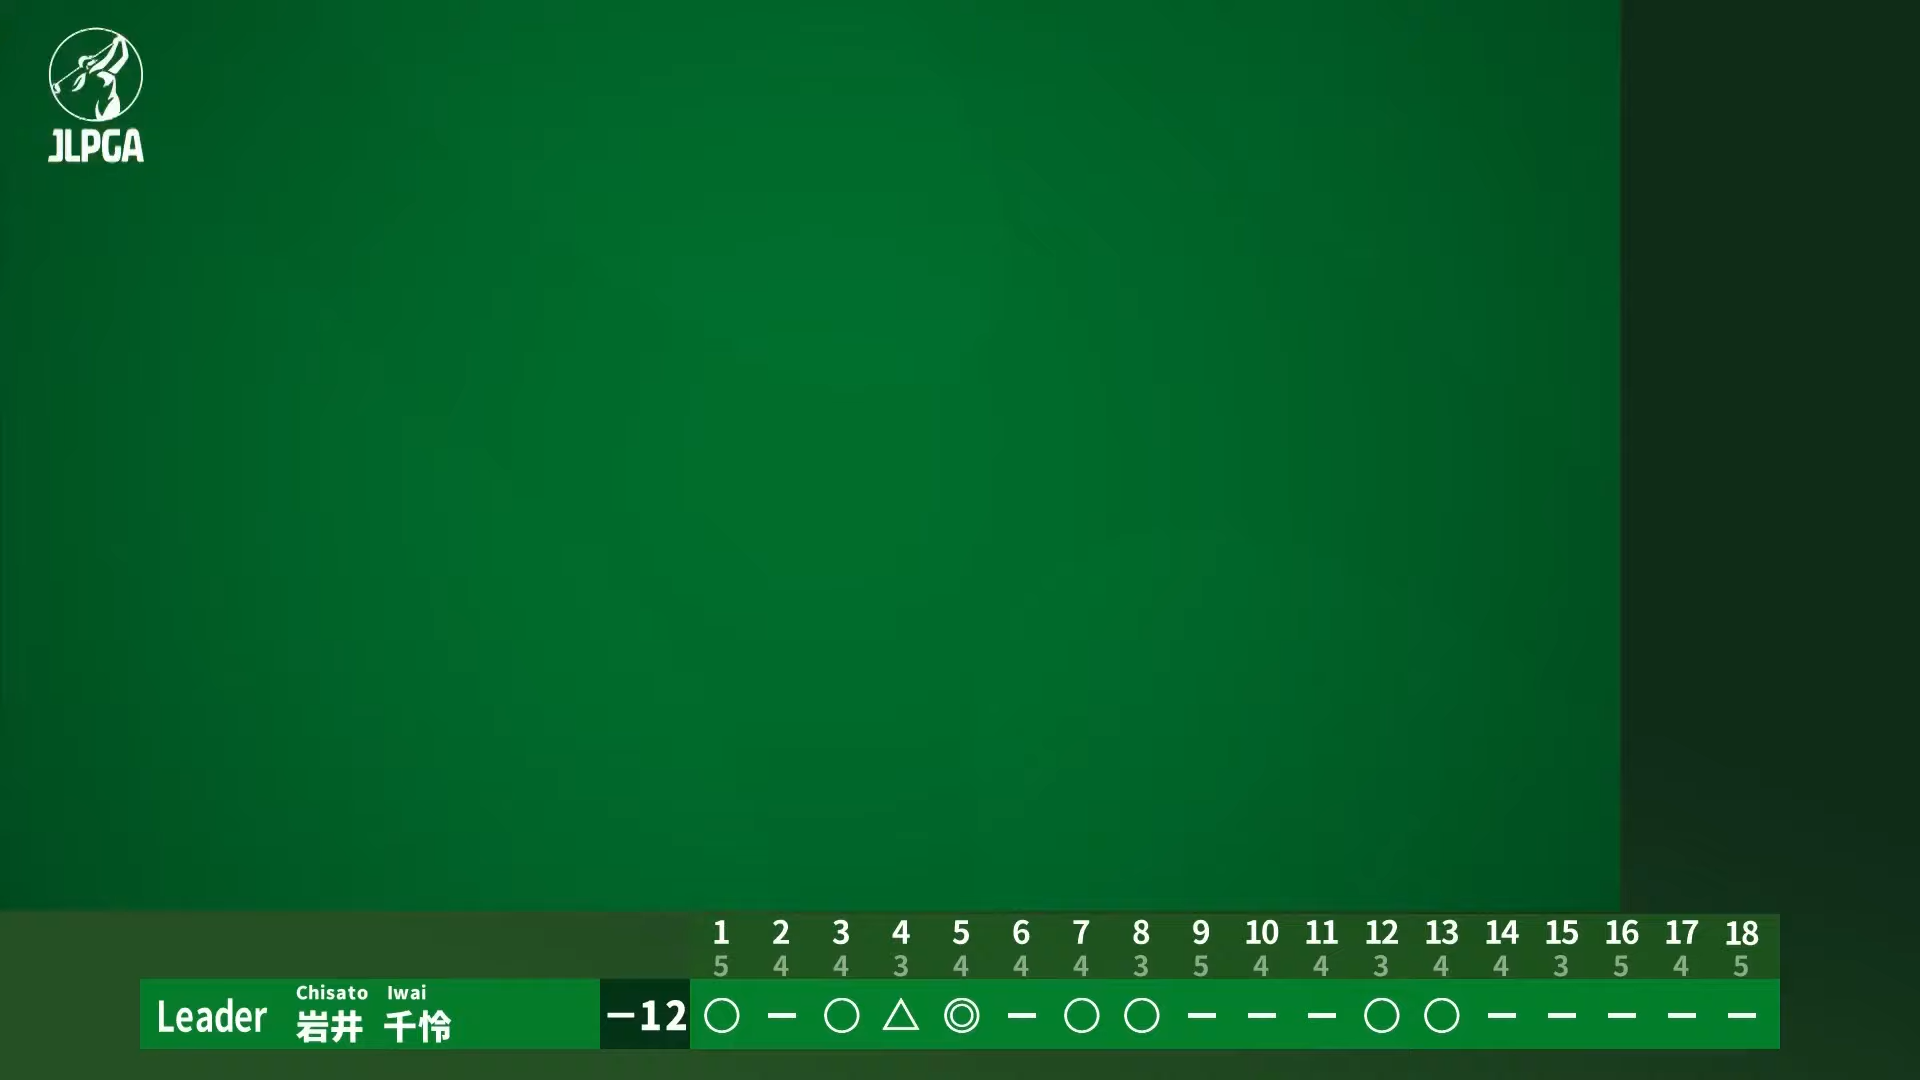 JLPGA
1 2 3 4 5 6 7 8 9 10 11 12 13 14 15 16 17 18
5 4 4 3 4 4 4 3 5 4 4 3 4 4 3 5 4 5
Chisato Iwai
Leader 岩井 千怜 −12 ○ − ○ △ ◎ − ○ ○ − − − ○ ○ − − − − −